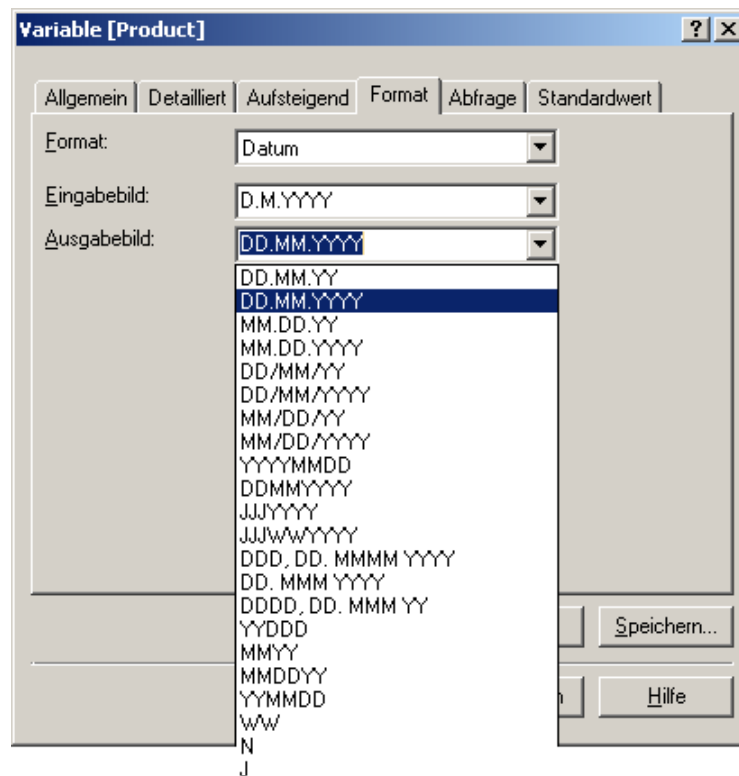 Variable [Product]
Allgemein Detailliert Aufsteigend Format Abfrage Standardwert
Format: Datum
Eingabebild: D.M.YYYY
Ausgabebild: DD.MM.YYYY
DD.MM.YY
DD.MM.YYYY
MM.DD.YY
MM.DD.YYYY
DD/MM/YY
DD/MM/YYYY
MM/DD/YY
MM/DD/YYYY
YYYYMMDD
DDMMYYYY
JJJYYYY
JJJWWYYYY
DDD, DD. MMMM YYYY
DD. MMM YYYY
DDDD, DD. MMM YY
YYDDD
Speichern...
MMYY
MMDDYY
YYMMDD
Hilfe
WW
N
J